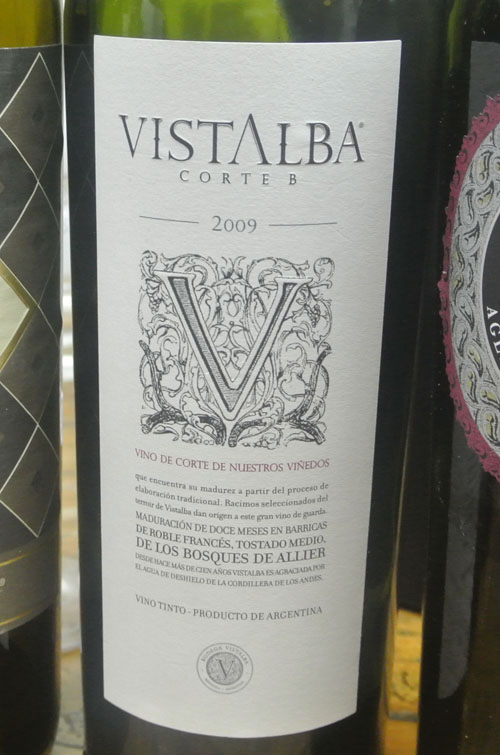 VISTALBA
CORTE B
2009
V
VINO DE CORTE DE NUESTROS VIÑEDOS
que encuentra su madurez a partir del proceso de
elaboración tradicional. Racimos seleccionados del
terruir de Vistalba dan origen a este gran vino de guarda.
MADURACIÓN DE DOCE MESES EN BARRICAS
DE ROBLE FRANCÉS, TOSTADO MEDIO,
DE LOS BOSQUES DE ALLIER
DESDE HACE MÁS DE CIEN AÑOS VISTALBA ES AGRACIADA POR
EL AGUA DE DESHIELO DE LA CORDILLERA DE LOS ANDES.
VINO TINTO - PRODUCTO DE ARGENTINA
BODEGA VISTALBA
V